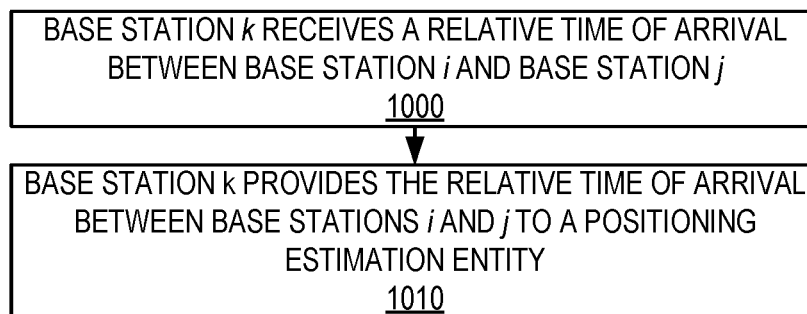 BASE STATION k RECEIVES A RELATIVE TIME OF ARRIVAL
BETWEEN BASE STATION i AND BASE STATION j
1000
BASE STATION k PROVIDES THE RELATIVE TIME OF ARRIVAL
BETWEEN BASE STATIONS i AND j TO A POSITIONING
ESTIMATION ENTITY
1010